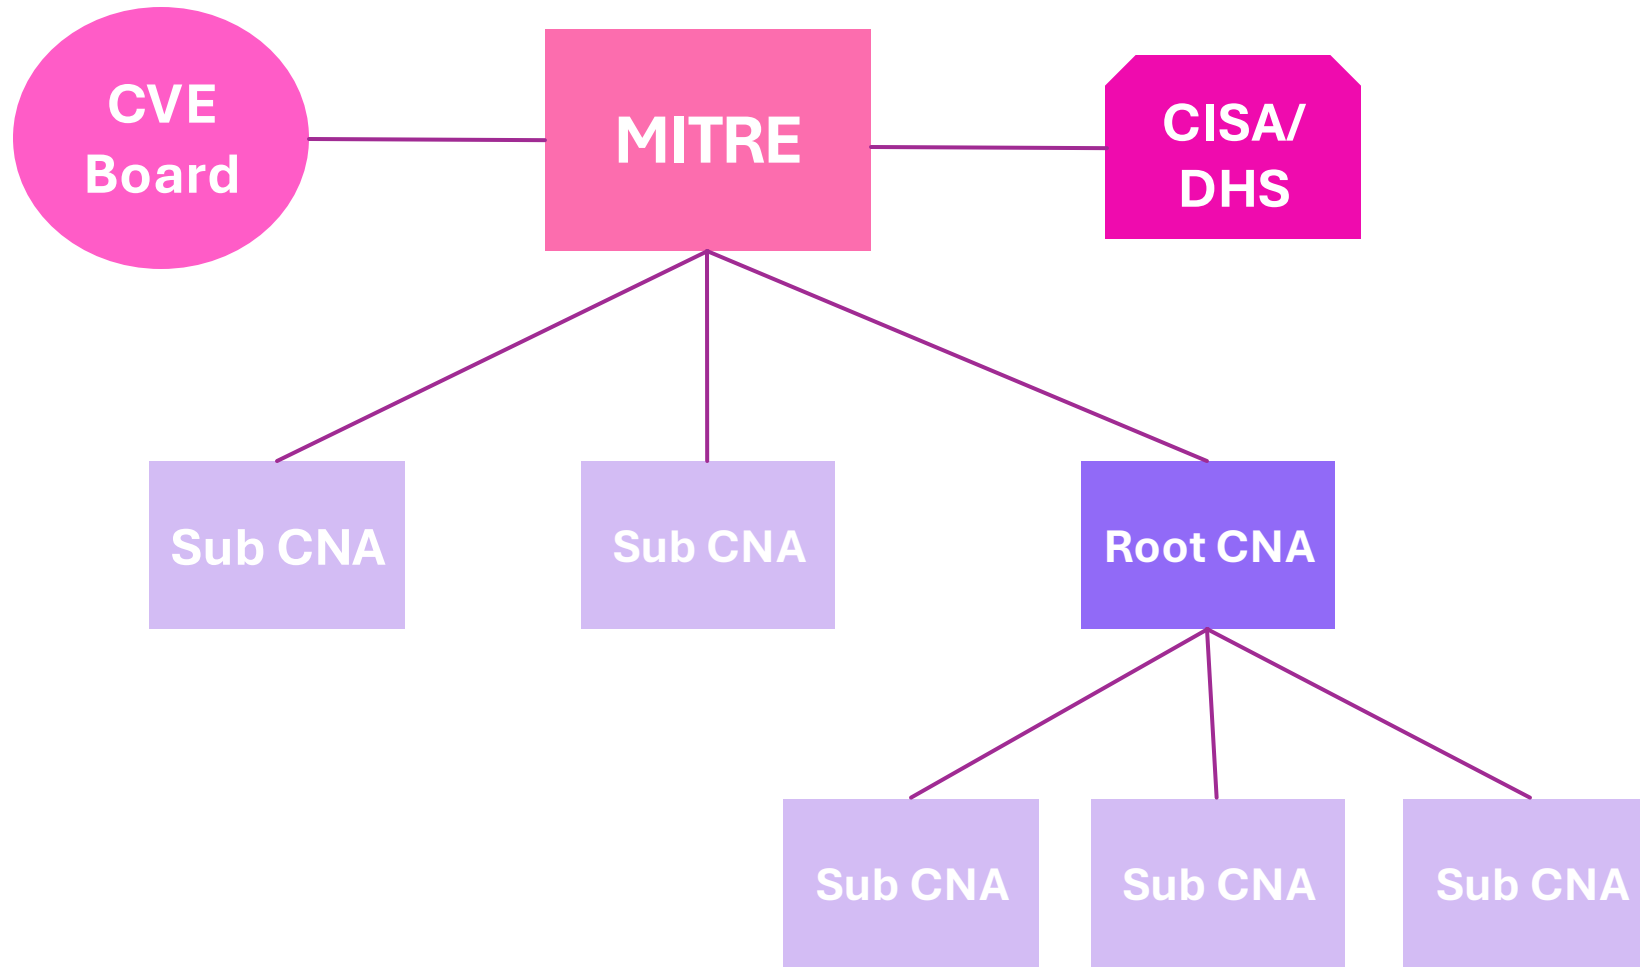 CVE
Board
MITRE
CISA/
DHS
Sub CNA
Sub CNA
Root CNA
Sub CNA
Sub CNA
Sub CNA